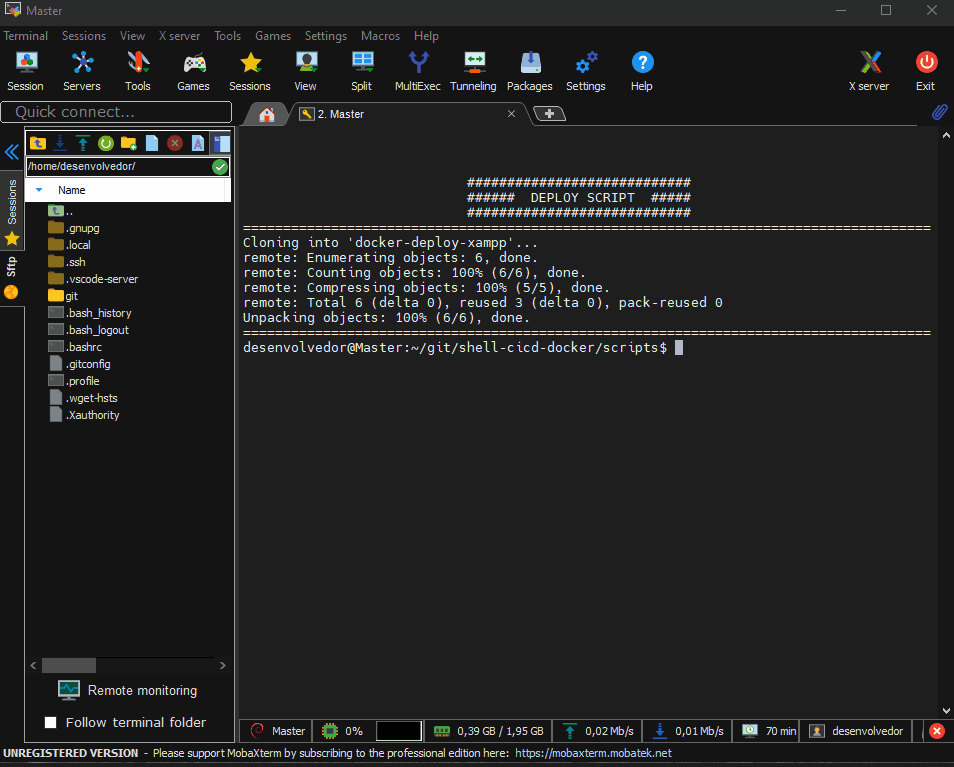 Master
Terminal Sessions View X server Tools Games Settings Macros Help
Session Servers Tools Games Sessions View Split MultiExec Tunneling Packages Settings Help X server Exit
Quick connect...
2. Master
/home/desenvolvedor/
Name
..
.gnupg
.local
.ssh
.vscode-server
git
.bash_history
.bash_logout
.bashrc
.gitconfig
.profile
.wget-hsts
.Xauthority
Sessions
Sftp
Remote monitoring
Follow terminal folder
############################
###### DEPLOY SCRIPT #####
############################
======================================================================================
Cloning into 'docker-deploy-xampp'...
remote: Enumerating objects: 6, done.
remote: Counting objects: 100% (6/6), done.
remote: Compressing objects: 100% (5/5), done.
remote: Total 6 (delta 0), reused 3 (delta 0), pack-reused 0
Unpacking objects: 100% (6/6), done.
======================================================================================
desenvolvedor@Master:~/git/shell-cicd-docker/scripts$
Master 0% 0,39 GB / 1,95 GB 0,02 Mb/s 0,01 Mb/s 70 min desenvolvedor
UNREGISTERED VERSION - Please support MobaXterm by subscribing to the professional edition here: https://mobaxterm.mobatek.net